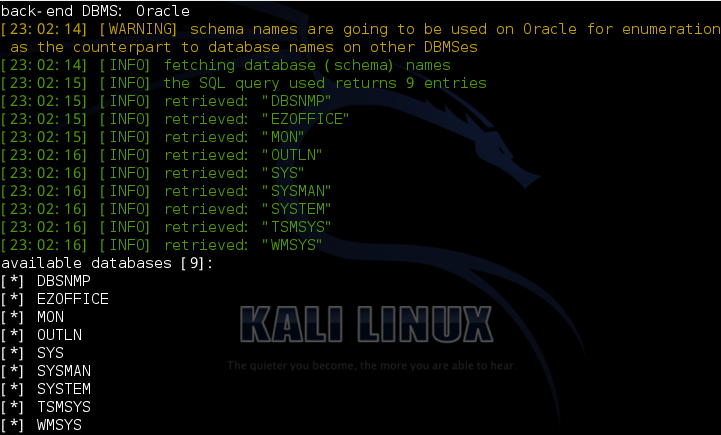 back-end DBMS: Oracle
[23:02:14] [WARNING] schema names are going to be used on Oracle for enumeration
as the counterpart to database names on other DBMSes
[23:02:14] [INFO] fetching database (schema) names
[23:02:15] [INFO] the SQL query used returns 9 entries
[23:02:15] [INFO] retrieved: "DBSNMP"
[23:02:15] [INFO] retrieved: "EZOFFICE"
[23:02:15] [INFO] retrieved: "MON"
[23:02:16] [INFO] retrieved: "OUTLN"
[23:02:16] [INFO] retrieved: "SYS"
[23:02:16] [INFO] retrieved: "SYSMAN"
[23:02:16] [INFO] retrieved: "SYSTEM"
[23:02:16] [INFO] retrieved: "TSMSYS"
[23:02:16] [INFO] retrieved: "WMSYS"
available databases [9]:
[*] DBSNMP
[*] EZOFFICE
[*] MON
[*] OUTLN
[*] SYS
[*] SYSMAN
[*] SYSTEM
[*] TSMSYS
[*] WMSYS
KALI LINUX
The quieter you become, the more you are able to hear.